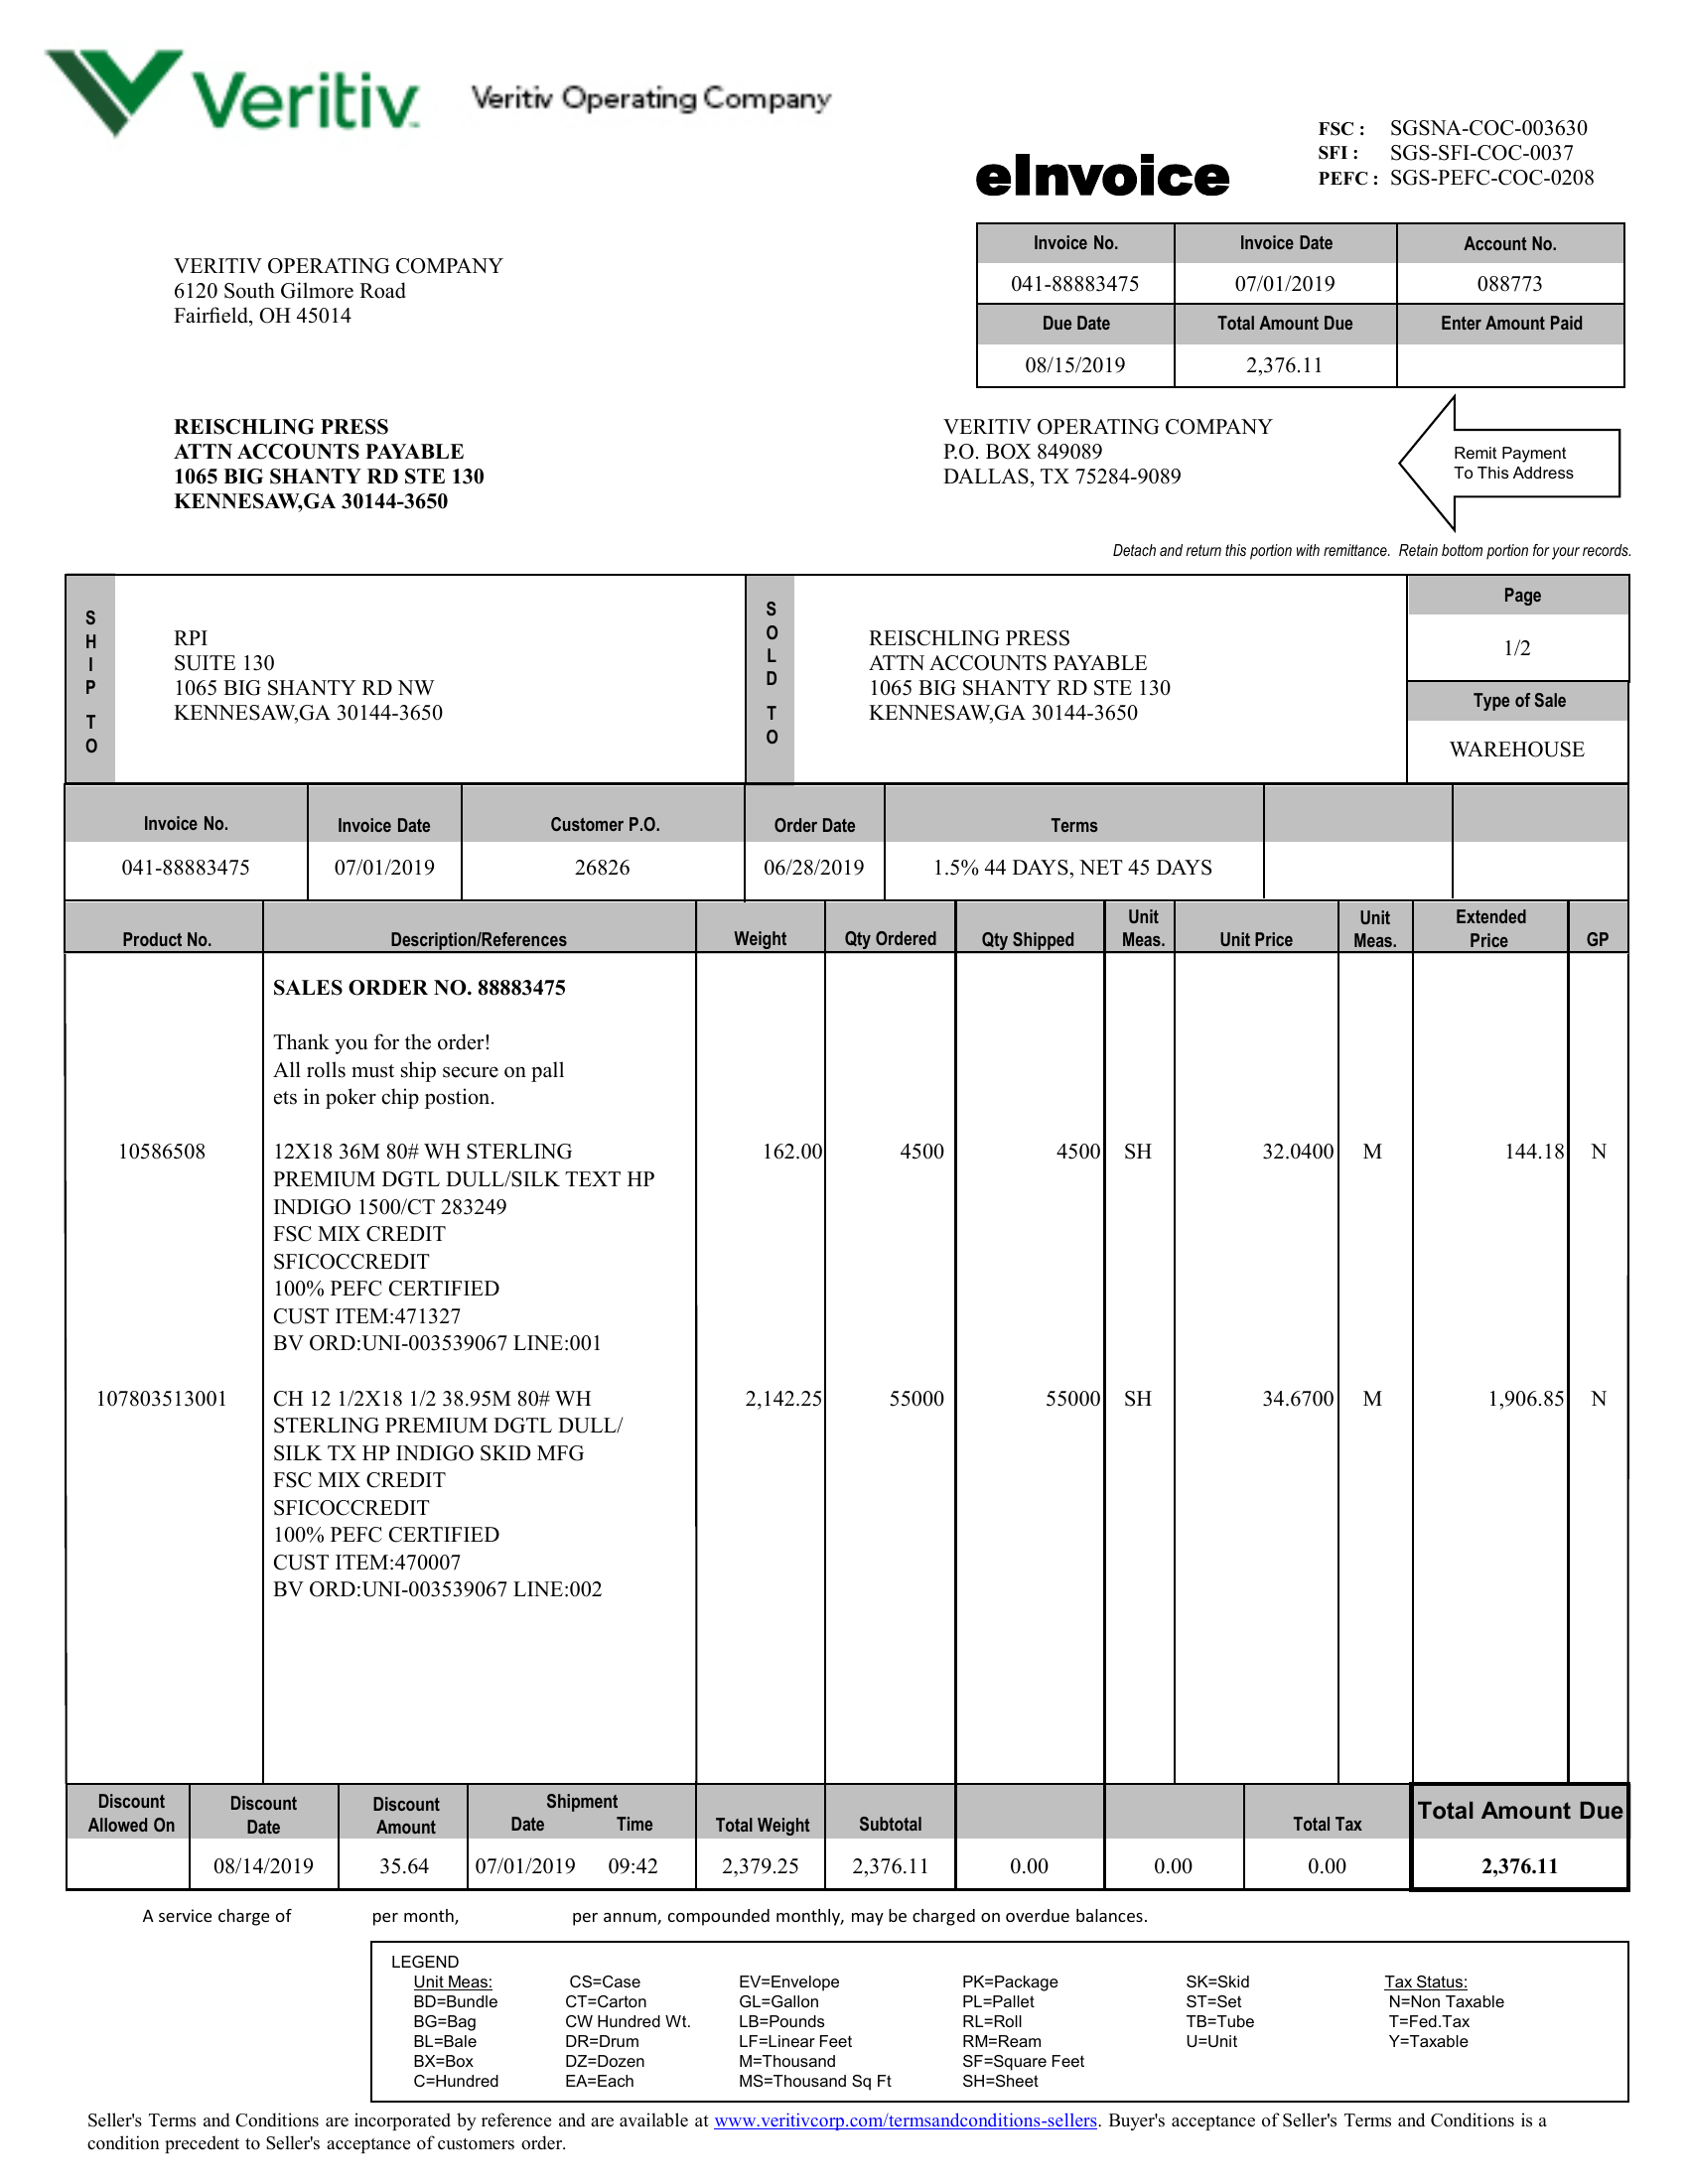 Veritiv Veritiv Operating Company
FSC : SGSNA-COC-003630
SFI : SGS-SFI-COC-0037
PEFC : SGS-PEFC-COC-0208
eInvoice
Invoice No. Invoice Date Account No.
041-88883475 07/01/2019 088773
Due Date Total Amount Due Enter Amount Paid
08/15/2019 2,376.11
VERITIV OPERATING COMPANY
6120 South Gilmore Road
Fairfield, OH 45014
REISCHLING PRESS
ATTN ACCOUNTS PAYABLE
1065 BIG SHANTY RD STE 130
KENNESAW,GA 30144-3650
VERITIV OPERATING COMPANY
P.O. BOX 849089
DALLAS, TX 75284-9089
Remit Payment
To This Address
Detach and return this portion with remittance. Retain bottom portion for your records.
SHIP TO
RPI
SUITE 130
1065 BIG SHANTY RD NW
KENNESAW,GA 30144-3650
SOLD TO
REISCHLING PRESS
ATTN ACCOUNTS PAYABLE
1065 BIG SHANTY RD STE 130
KENNESAW,GA 30144-3650
Page
1/2
Type of Sale
WAREHOUSE
Invoice No. Invoice Date Customer P.O. Order Date Terms
041-88883475 07/01/2019 26826 06/28/2019 1.5% 44 DAYS, NET 45 DAYS
Product No. Description/References Weight Qty Ordered Qty Shipped Unit Meas. Unit Price Unit Meas. Extended Price GP
SALES ORDER NO. 88883475
Thank you for the order!
All rolls must ship secure on pall
ets in poker chip postion.
10586508 12X18 36M 80# WH STERLING 162.00 4500 4500 SH 32.0400 M 144.18 N
PREMIUM DGTL DULL/SILK TEXT HP
INDIGO 1500/CT 283249
FSC MIX CREDIT
SFICOCCREDIT
100% PEFC CERTIFIED
CUST ITEM:471327
BV ORD:UNI-003539067 LINE:001
107803513001 CH 12 1/2X18 1/2 38.95M 80# WH 2,142.25 55000 55000 SH 34.6700 M 1,906.85 N
STERLING PREMIUM DGTL DULL/
SILK TX HP INDIGO SKID MFG
FSC MIX CREDIT
SFICOCCREDIT
100% PEFC CERTIFIED
CUST ITEM:470007
BV ORD:UNI-003539067 LINE:002
Discount Allowed On Discount Date Discount Amount Shipment Date Time Total Weight Subtotal Total Tax Total Amount Due
08/14/2019 35.64 07/01/2019 09:42 2,379.25 2,376.11 0.00 0.00 0.00 2,376.11
A service charge of per month, per annum, compounded monthly, may be charged on overdue balances.
LEGEND
Unit Meas: CS=Case EV=Envelope PK=Package SK=Skid Tax Status:
BD=Bundle CT=Carton GL=Gallon PL=Pallet ST=Set N=Non Taxable
BG=Bag CW Hundred Wt. LB=Pounds RL=Roll TB=Tube T=Fed.Tax
BL=Bale DR=Drum LF=Linear Feet RM=Ream U=Unit Y=Taxable
BX=Box DZ=Dozen M=Thousand SF=Square Feet
C=Hundred EA=Each MS=Thousand Sq Ft SH=Sheet
Seller's Terms and Conditions are incorporated by reference and are available at www.veritivcorp.com/termsandconditions-sellers. Buyer's acceptance of Seller's Terms and Conditions is a
condition precedent to Seller's acceptance of customers order.